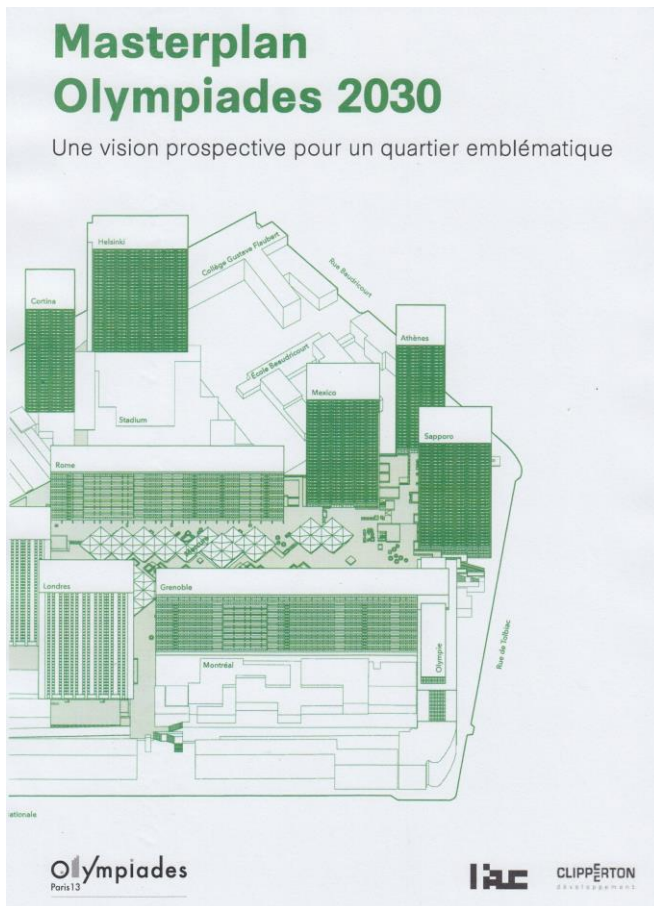 Masterplan
Olympiades 2030
Une vision prospective pour un quartier emblématique
Helsinki
Collège Gustave Flaubert
Rue Baudricourt
Cortina
École Baudricourt
Athènes
Mexico
Stadium
Sapporo
Rome
Londres
Grenoble
Rue de Tolbiac
Montréal
Olympie
ationale
Olympiades
Paris13
l'auc
CLIPPERTON
développement